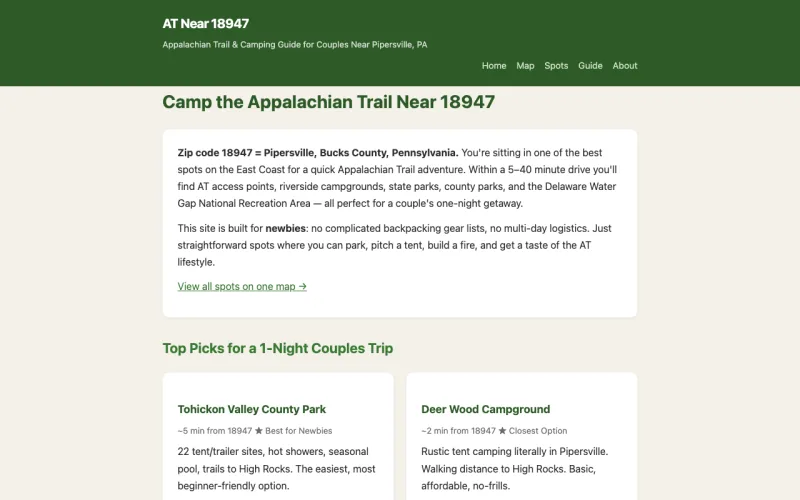 AT Near 18947
Appalachian Trail & Camping Guide for Couples Near Pipersville, PA
Home Map Spots Guide About
Camp the Appalachian Trail Near 18947
Zip code 18947 = Pipersville, Bucks County, Pennsylvania. You're sitting in one of the best
spots on the East Coast for a quick Appalachian Trail adventure. Within a 5–40 minute drive you'll
find AT access points, riverside campgrounds, state parks, county parks, and the Delaware Water
Gap National Recreation Area — all perfect for a couple's one-night getaway.
This site is built for newbies: no complicated backpacking gear lists, no multi-day logistics. Just
straightforward spots where you can park, pitch a tent, build a fire, and get a taste of the AT
lifestyle.
View all spots on one map →
Top Picks for a 1-Night Couples Trip
Tohickon Valley County Park
~5 min from 18947 ★ Best for Newbies
22 tent/trailer sites, hot showers, seasonal
pool, trails to High Rocks. The easiest, most
beginner-friendly option.
Deer Wood Campground
~2 min from 18947 ★ Closest Option
Rustic tent camping literally in Pipersville.
Walking distance to High Rocks. Basic,
affordable, no-frills.